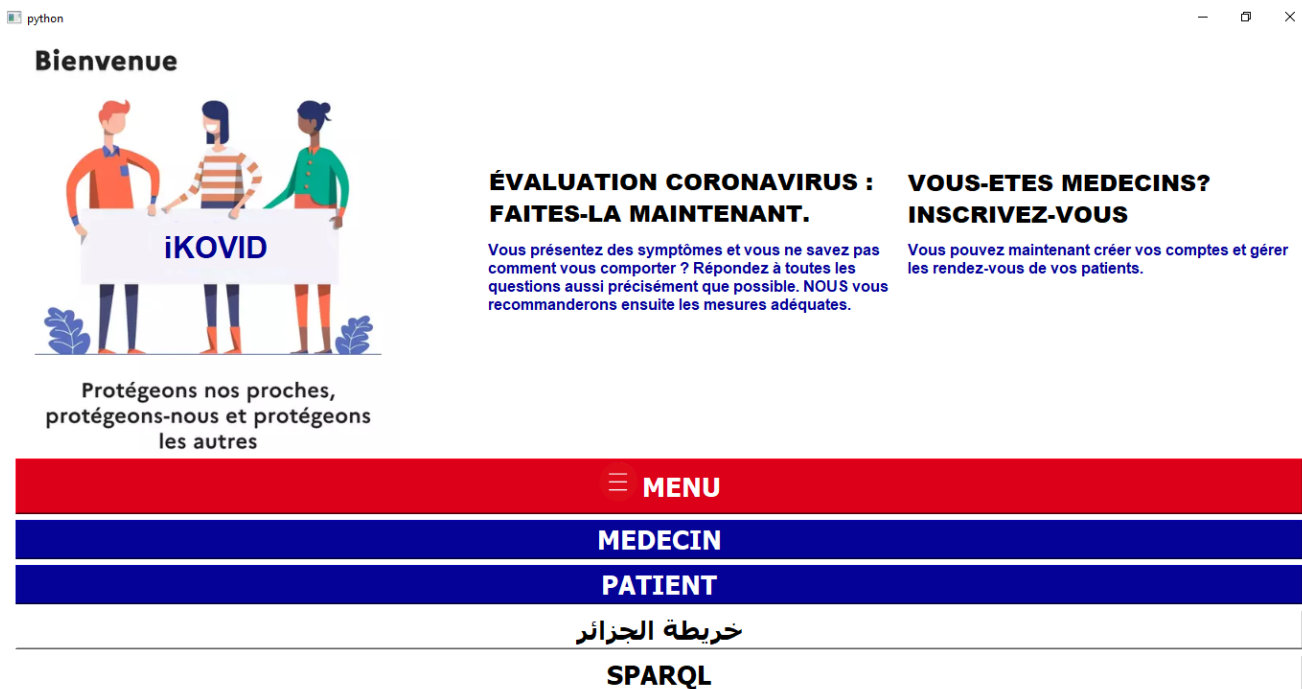 python
Bienvenue
iKOVID
Protégeons nos proches,
protégeons-nous et protégeons
les autres
ÉVALUATION CORONAVIRUS :
FAITES-LA MAINTENANT.
Vous présentez des symptômes et vous ne savez pas
comment vous comporter ? Répondez à toutes les
questions aussi précisément que possible. NOUS vous
recommanderons ensuite les mesures adéquates.
VOUS-ETES MEDECINS?
INSCRIVEZ-VOUS
Vous pouvez maintenant créer vos comptes et gérer
les rendez-vous de vos patients.
MENU
MEDECIN
PATIENT
خريطة الجزائر
SPARQL